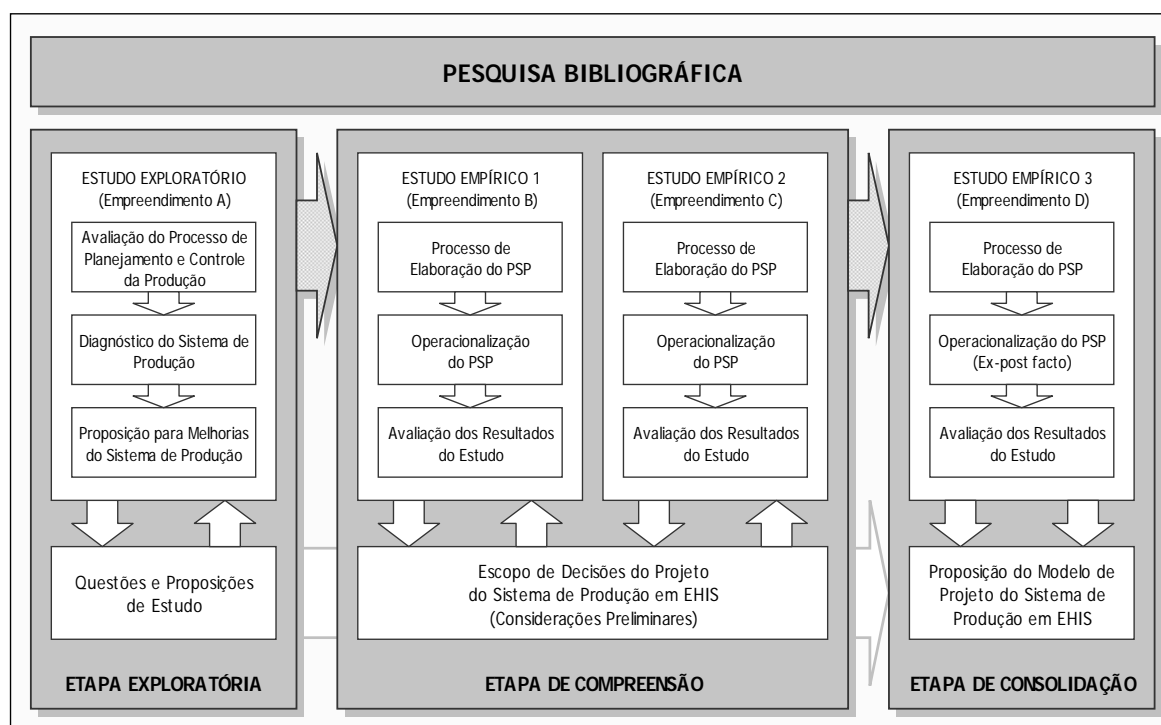 PESQUISA BIBLIOGRÁFICA
ESTUDO EXPLORATÓRIO
(Empreendimento A)
Avaliação do Processo de
Planejamento e Controle
da Produção
Diagnóstico do Sistema de
Produção
Proposição para Melhorias
do Sistema de Produção
Questões e Proposições
de Estudo
ETAPA EXPLORATÓRIA
ESTUDO EMPÍRICO 1
(Empreendimento B)
Processo de
Elaboração do PSP
Operacionalização
do PSP
Avaliação dos Resultados
do Estudo
ESTUDO EMPÍRICO 2
(Empreendimento C)
Processo de
Elaboração do PSP
Operacionalização
do PSP
Avaliação dos Resultados
do Estudo
Escopo de Decisões do Projeto
do Sistema de Produção em EHIS
(Considerações Preliminares)
ETAPA DE COMPREENSÃO
ESTUDO EMPÍRICO 3
(Empreendimento D)
Processo de
Elaboração do PSP
Operacionalização do PSP
(Ex-post facto)
Avaliação dos Resultados
do Estudo
Proposição do Modelo de
Projeto do Sistema de
Produção em EHIS
ETAPA DE CONSOLIDAÇÃO